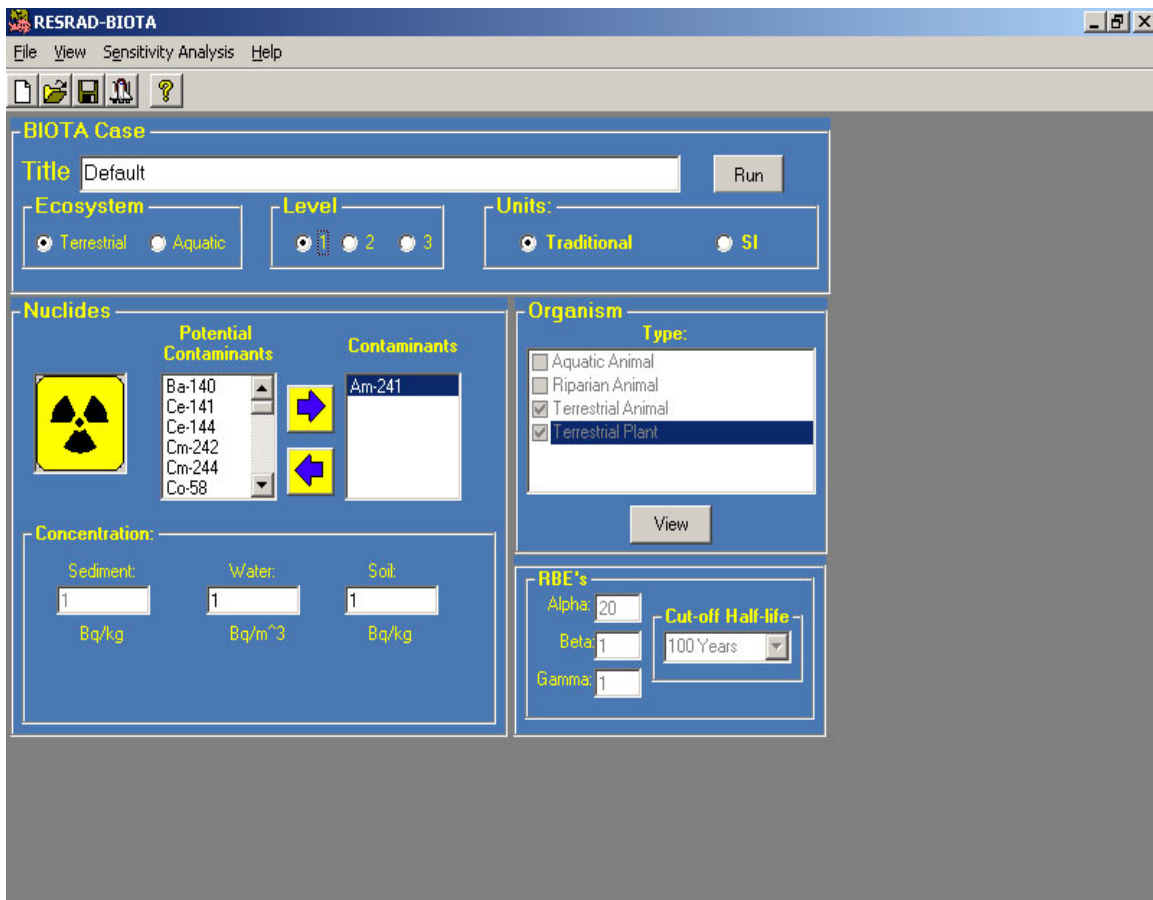 RESRAD-BIOTA
File View Sensitivity Analysis Help
BIOTA Case
Title Default Run
Ecosystem Level Units:
Terrestrial Aquatic 1 2 3 Traditional SI
Nuclides
Potential
Contaminants
Contaminants
Ba-140
Ce-141
Ce-144
Cm-242
Cm-244
Co-58
Am-241
Concentration:
Sediment: Water: Soil:
1 1 1
Bq/kg Bq/m^3 Bq/kg
Organism
Type:
Aquatic Animal
Riparian Animal
Terrestrial Animal
Terrestrial Plant
View
RBE's
Alpha: 20
Beta: 1
Gamma: 1
Cut-off Half-life
100 Years